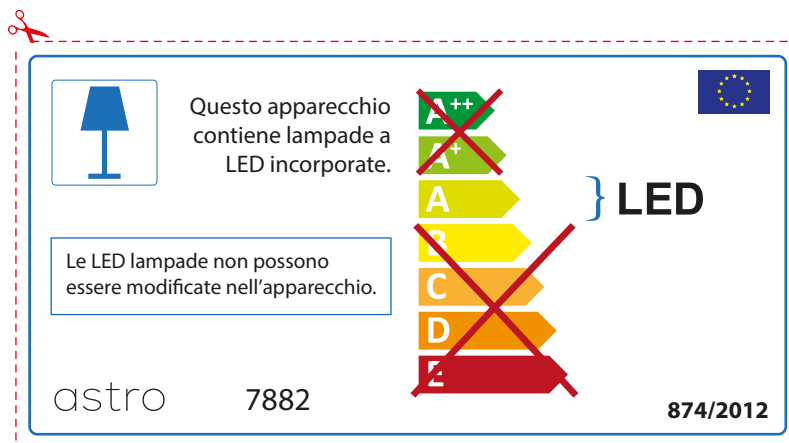 Questo apparecchio
contiene lampade a
LED incorporate.
Le LED lampade non possono
essere modificate nell'apparecchio.
A++
A+
A
B
C
D
E
LED
astro
7882
874/2012